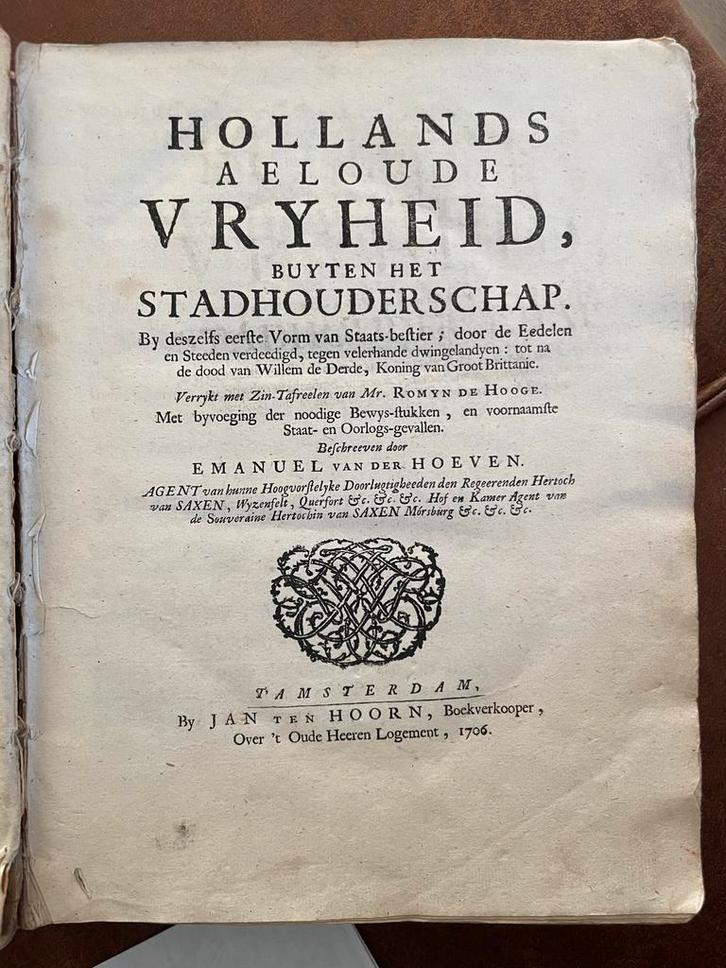 HOLLANDS
AELOUDE
VRYHEID,
BUYTEN HET
STADHOUDERSCHAP.
By deszelfs eerſte Vorm van Staats-beſtier; door de Eedelen
en Steeden verdeedigd, tegen velerhande dwingelandyen: tot na
de dood van Willem de Derde, Koning van Groot Brittanie.
Verrykt met Zin-Tafreelen van Mr. ROMYN DE HOOGE.
Met byvoeging der noodige Bewys-ſtukken, en voornaamſte
Staat- en Oorlogs-gevallen.
Beſchreeven door
EMANUEL VAN DER HOEVEN.
AGENT van hunne Hoogvorſtelyke Doorlugtigheeden den Regeerenden Hertoch
van SAXEN, Wyzenfelt, Querfort &c. &c. &c. Hof en Kamer Agent van
de Souveraine Hertochin van SAXEN Mörsburg &c. &c. &c.
T'AMSTERDAM,
By JAN TEN HOORN, Boekverkooper,
Over 't Oude Heeren Logement, 1706.